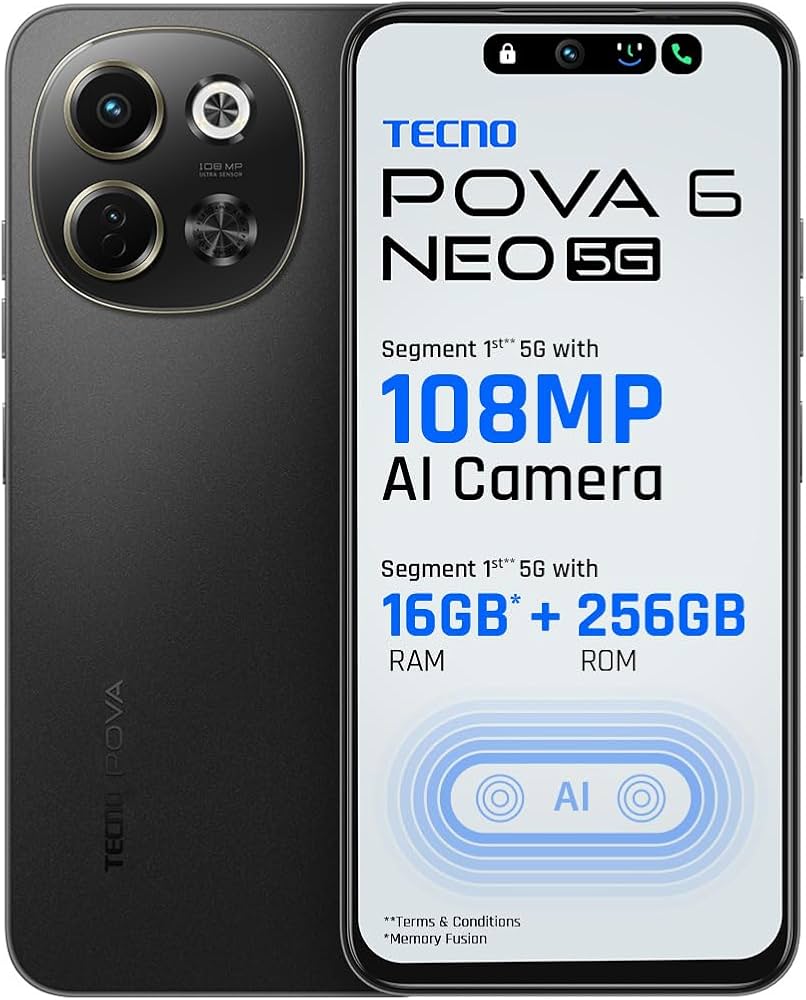 108 MP
ULTRA SENSOR
TECNO POVA
TECNO
POVA 6
NEO 5G
Segment 1st** 5G with
108MP
AI Camera
Segment 1st** 5G with
16GB* + 256GB
RAM ROM
AI
**Terms & Conditions
*Memory Fusion